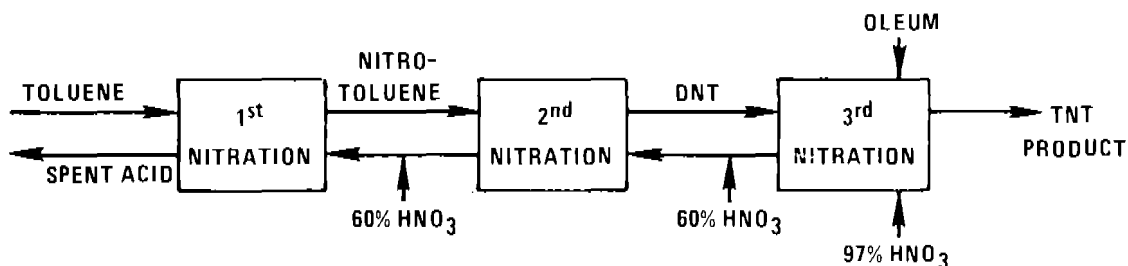 OLEUM
TOLUENE
NITRO-
TOLUENE
DNT
1st
NITRATION
2nd
NITRATION
3rd
NITRATION
TNT
PRODUCT
SPENT ACID
60% HNO3
60% HNO3
97% HNO3